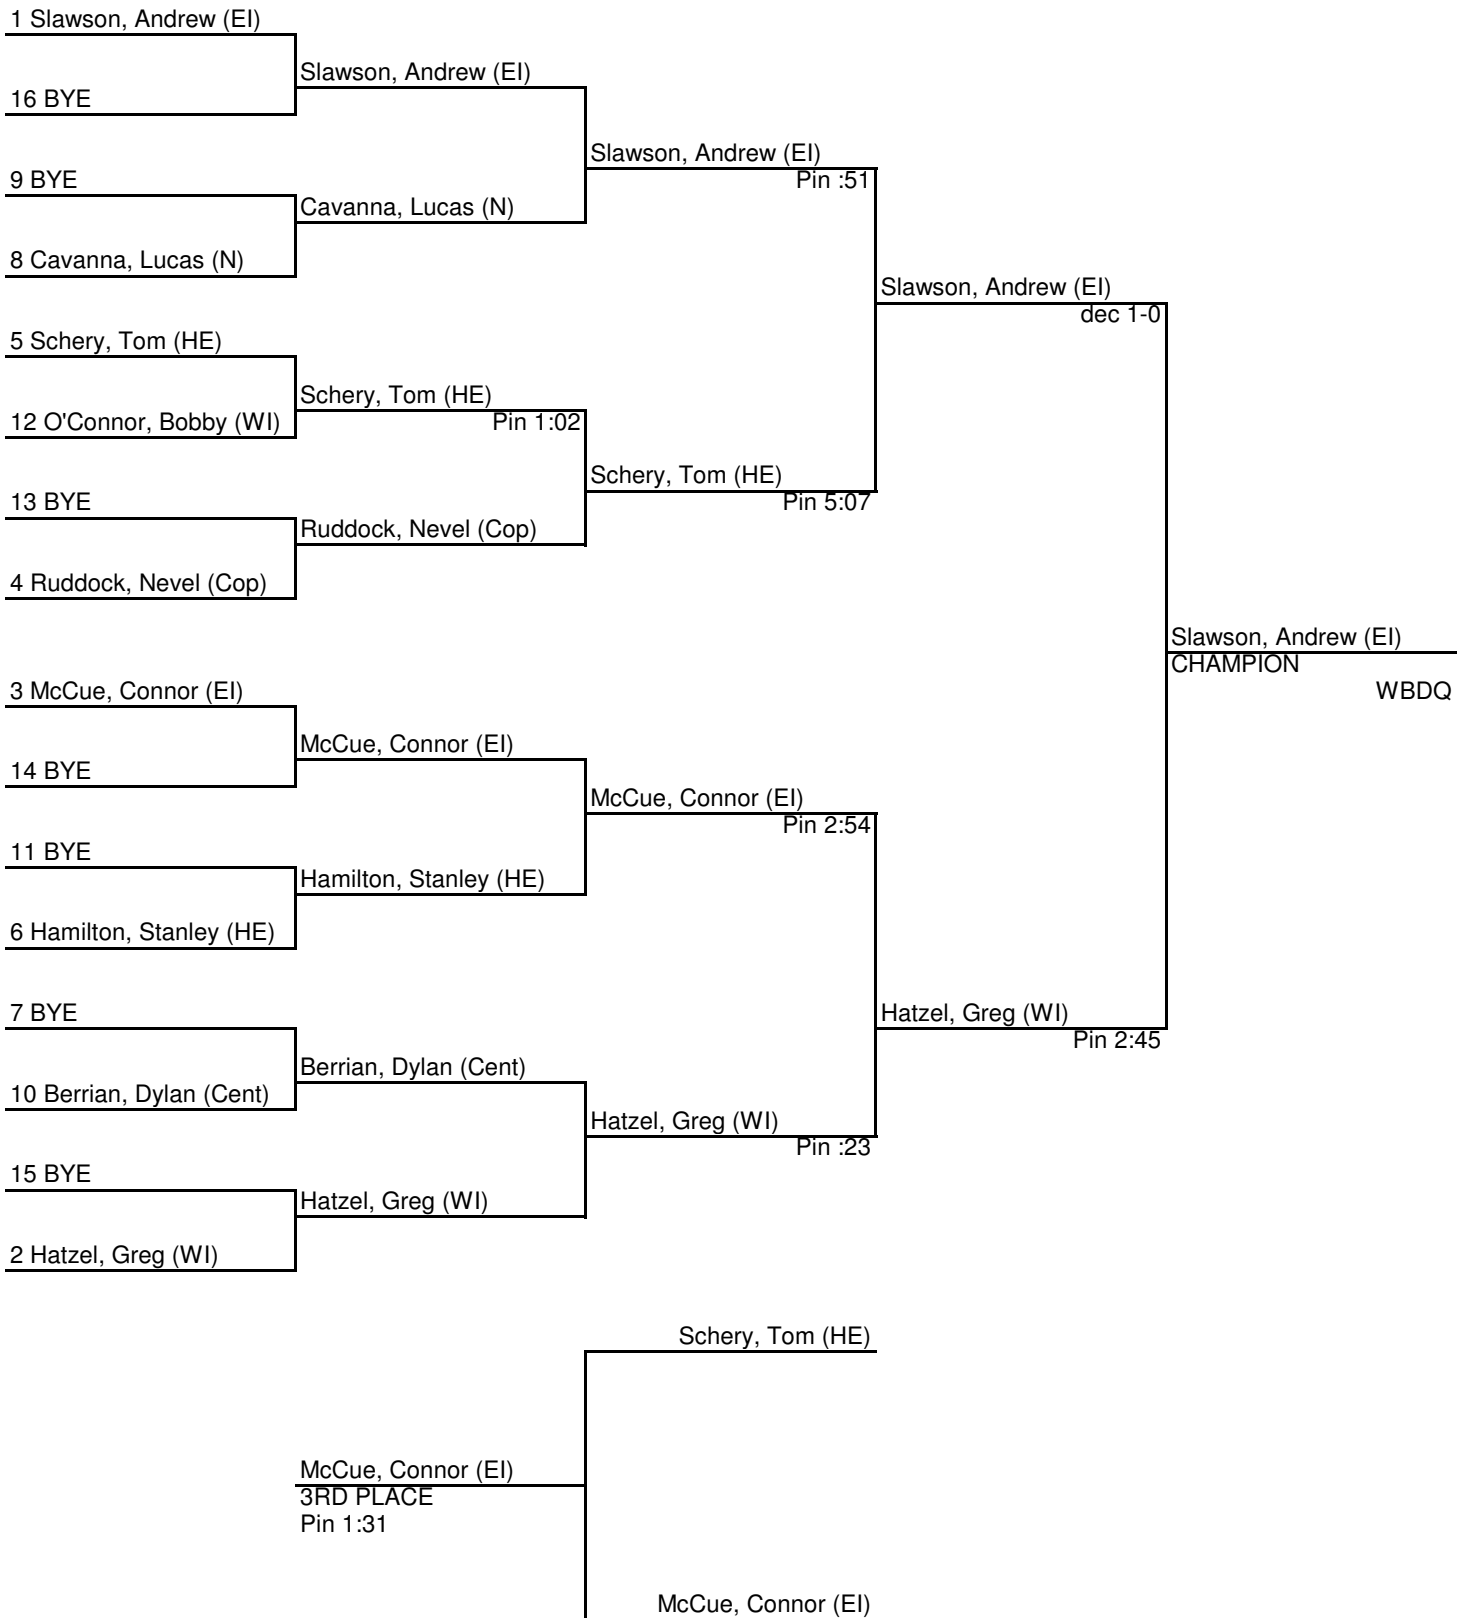 1 Slawson, Andrew (EI)
Slawson, Andrew (EI)
16 BYE
Slawson, Andrew (EI)
Pin :51
9 BYE
Cavanna, Lucas (N)
8 Cavanna, Lucas (N)
Slawson, Andrew (EI)
dec 1-0
5 Schery, Tom (HE)
Schery, Tom (HE)
Pin 1:02
12 O'Connor, Bobby (WI)
Schery, Tom (HE)
Pin 5:07
13 BYE
Ruddock, Nevel (Cop)
4 Ruddock, Nevel (Cop)
Slawson, Andrew (EI)
CHAMPION
WBDQ
3 McCue, Connor (EI)
McCue, Connor (EI)
14 BYE
McCue, Connor (EI)
Pin 2:54
11 BYE
Hamilton, Stanley (HE)
6 Hamilton, Stanley (HE)
7 BYE
Hatzel, Greg (WI)
Pin 2:45
Berrian, Dylan (Cent)
10 Berrian, Dylan (Cent)
Hatzel, Greg (WI)
Pin :23
15 BYE
Hatzel, Greg (WI)
2 Hatzel, Greg (WI)
Schery, Tom (HE)
McCue, Connor (EI)
3RD PLACE
Pin 1:31
McCue, Connor (EI)